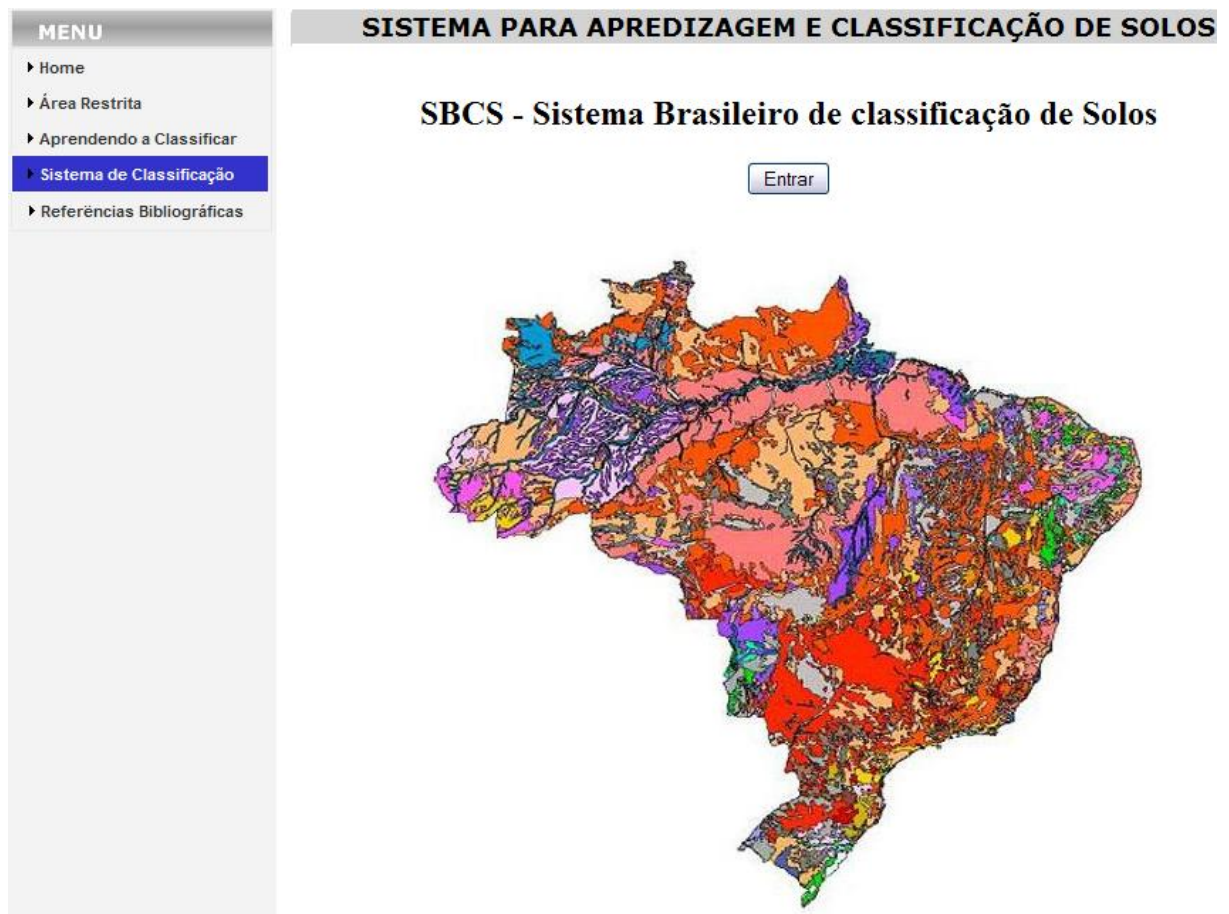 MENU
Home
Área Restrita
Aprendendo a Classificar
Sistema de Classificação
Referências Bibliográficas
SISTEMA PARA APREDIZAGEM E CLASSIFICAÇÃO DE SOLOS
SBCS - Sistema Brasileiro de classificação de Solos
Entrar